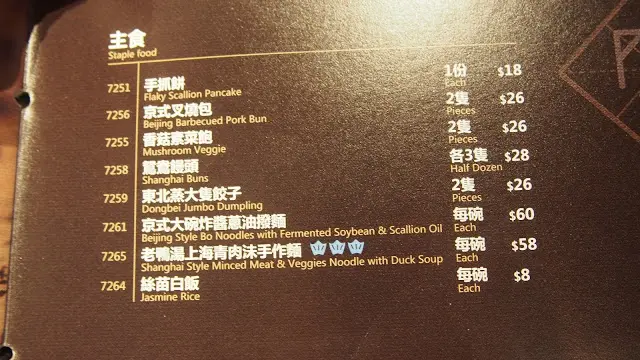 主食
Staple food
7251 手抓餅 1份 $18
Flaky Scallion Pancake Each
7256 京式叉燒包 2隻 $26
Beijing Barbecued Pork Bun Pieces
7255 香菇素菜飽 2隻 $26
Mushroom Veggie Pieces
7258 鴛鴦饅頭 各3隻 $28
Shanghai Buns Half Dozen
7259 東北蒸大隻餃子 2隻 $26
Dongbei Jumbo Dumpling Pieces
7261 京式大碗炸醬蔥油撥麵 每碗 $60
Beijing Style Bo Noodles with Fermented Soybean & Scallion Oil Each
7265 老鴨湯上海青肉沫手作麵 每碗 $58
Shanghai Style Minced Meat & Veggies Noodle with Duck Soup Each
7264 絲苗白飯 每碗 $8
Jasmine Rice Each